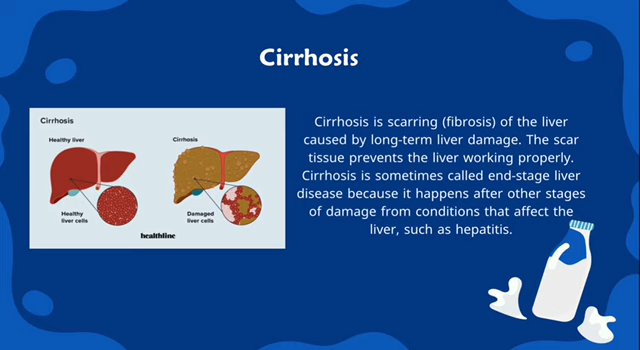 Cirrhosis
Cirrhosis
Healthy liver
Cirrhosis
Healthy
liver cells
Damaged
liver cells
healthline
Cirrhosis is scarring (fibrosis) of the liver
caused by long-term liver damage. The scar
tissue prevents the liver working properly.
Cirrhosis is sometimes called end-stage liver
disease because it happens after other stages
of damage from conditions that affect the
liver, such as hepatitis.